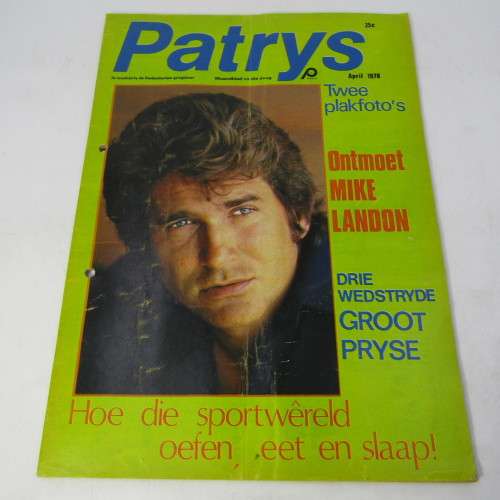 Patrys
25c
April 1976
Twee
plakfoto's
Ontmoet
MIKE
LANDON
DRIE
WEDSTRYDE
GROOT
PRYSE
Hoe die sportwêreld
oefen, eet en slaap!